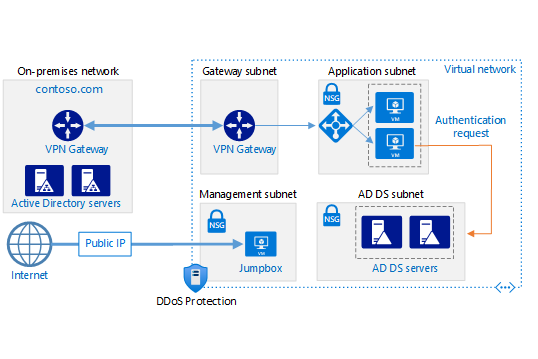 On-premises network
contoso.com
VPN Gateway
Active Directory servers
Gateway subnet
VPN Gateway
Application subnet
NSG
VM
VM
Virtual network
Authentication
request
Management subnet
NSG
VM
Jumpbox
AD DS subnet
NSG
AD DS servers
Internet
Public IP
DDoS Protection